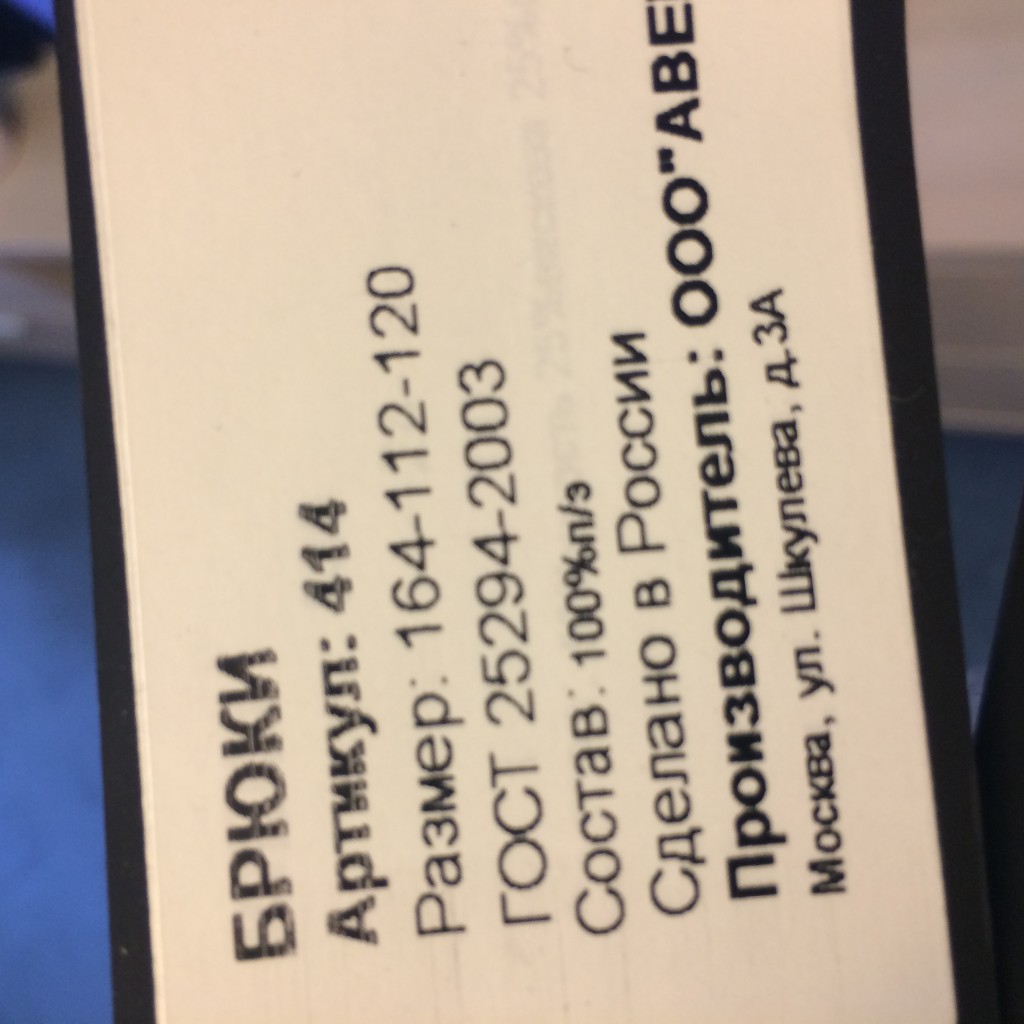 БРЮКИ
Артикул: 414
Размер: 164-112-120
ГОСТ 25294-2003
Состав: 100%п/э
Сделано в России
Производитель: ООО"АВЕ
Москва, ул. Шкулева, д.3А